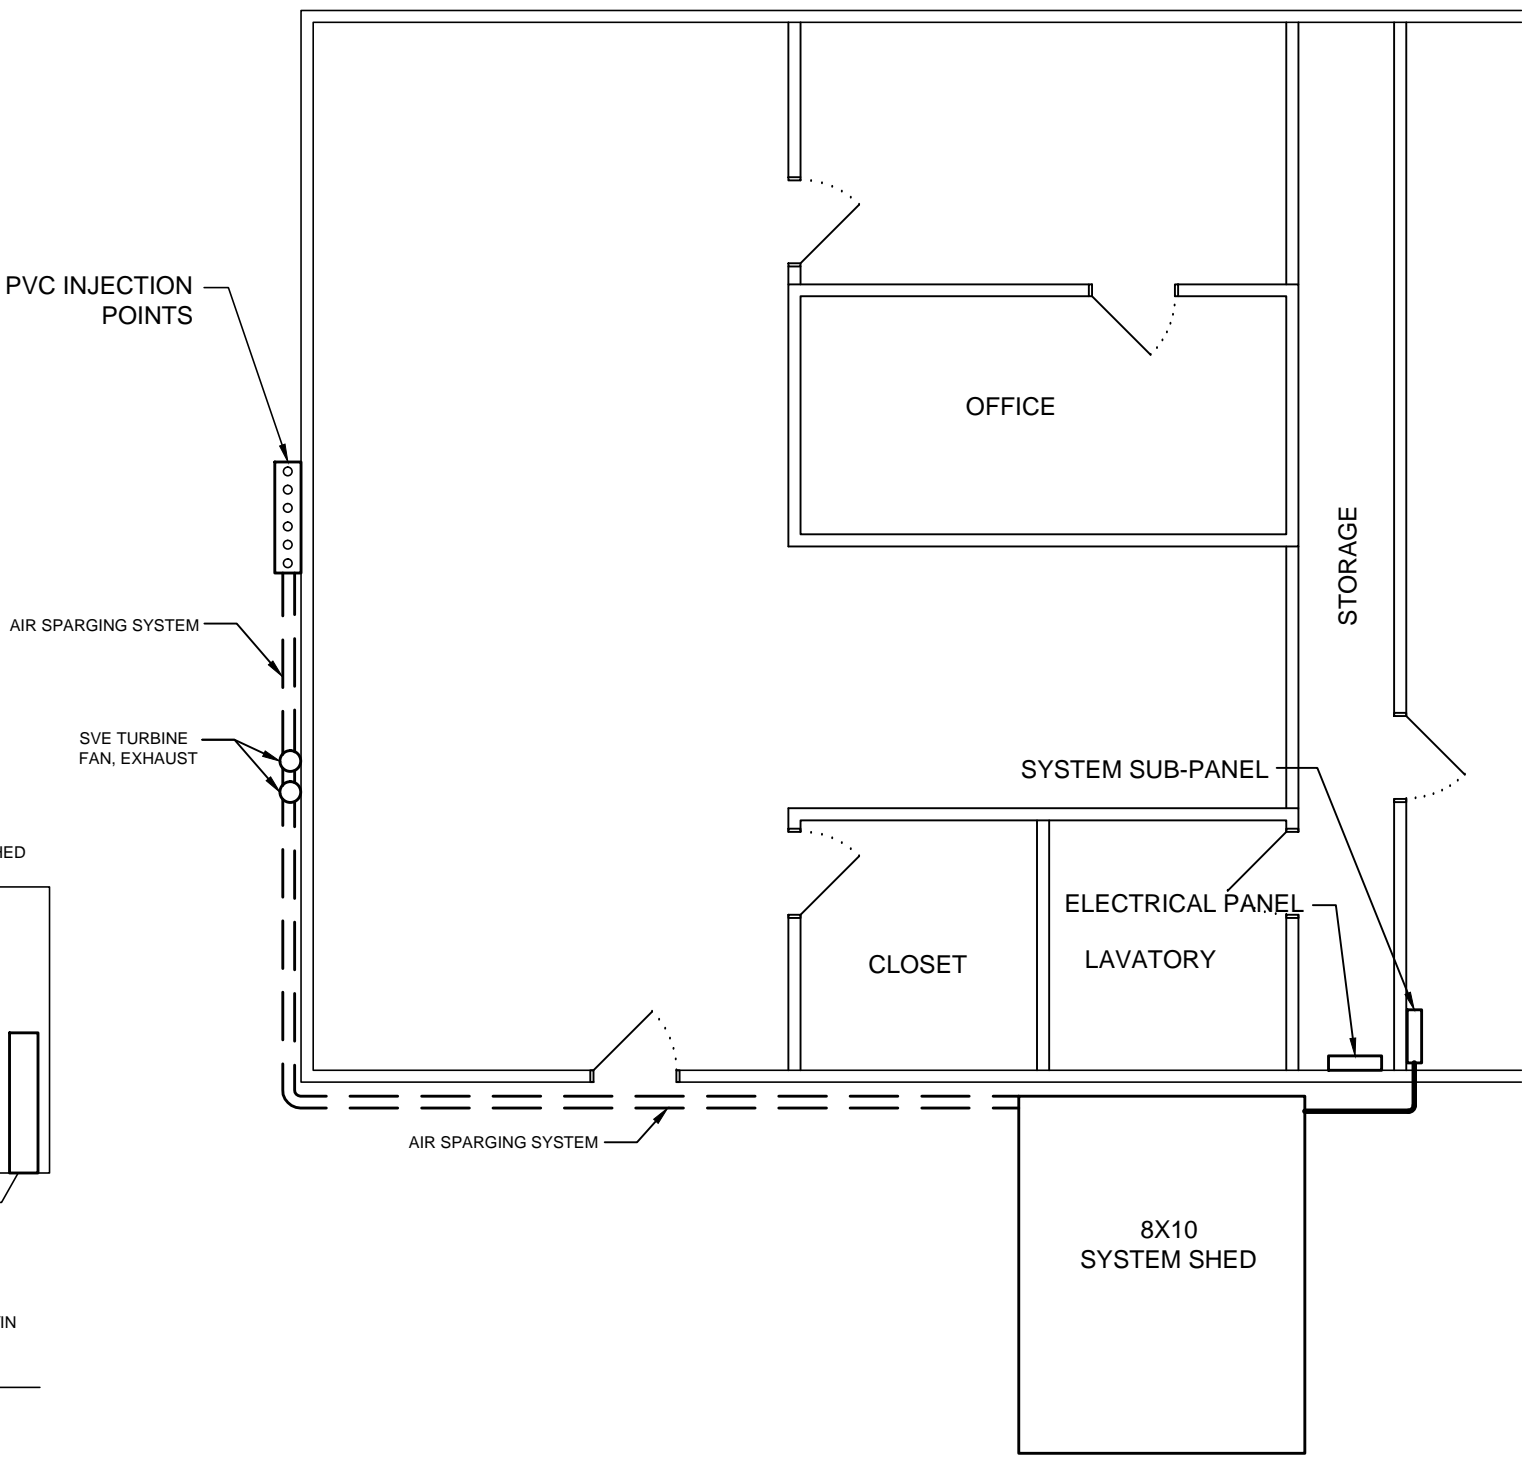 PVC INJECTION
POINTS
OFFICE
STORAGE
AIR SPARGING SYSTEM
SVE TURBINE
FAN, EXHAUST
SYSTEM SUB-PANEL
ELECTRICAL PANEL
CLOSET
LAVATORY
AIR SPARGING SYSTEM
8X10
SYSTEM SHED